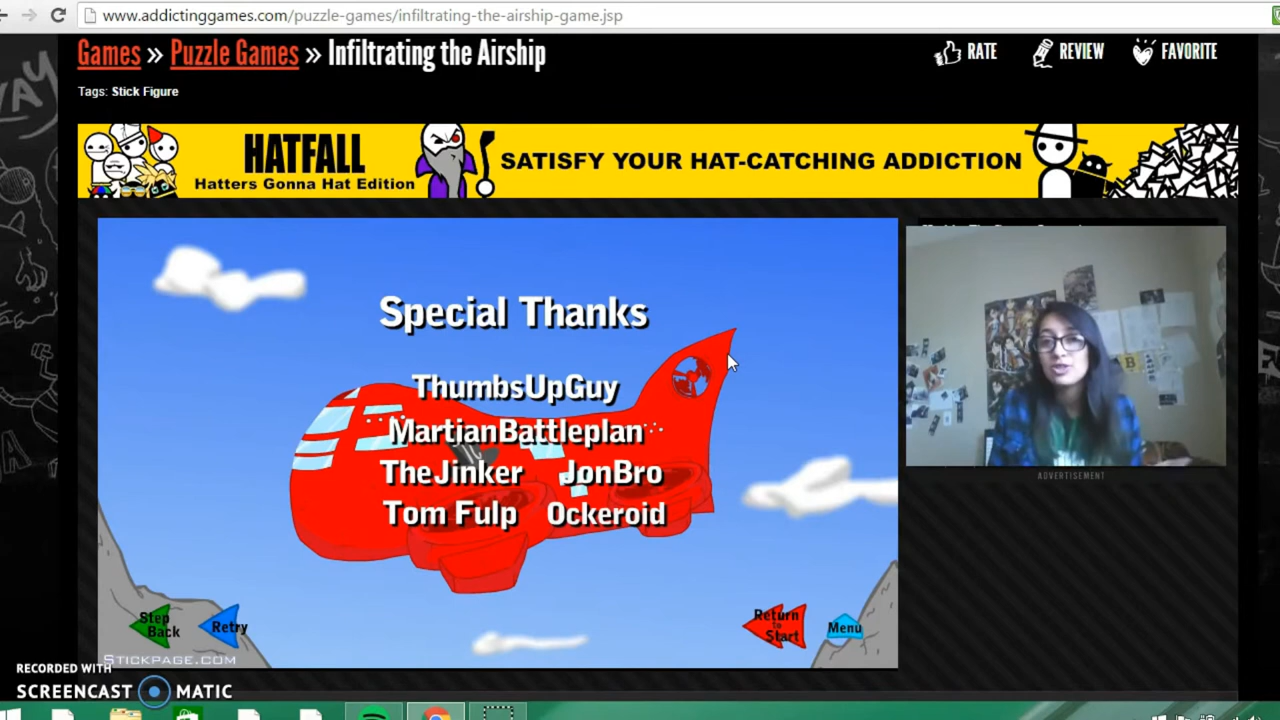 www.addictinggames.com/puzzle-games/infiltrating-the-airship-game.jsp
Games » Puzzle Games » Infiltrating the Airship
RATE
REVIEW
FAVORITE
Tags: Stick Figure
HATFALL
Hatters Gonna Hat Edition
SATISFY YOUR HAT-CATCHING ADDICTION
Special Thanks
ThumbsUpGuy
MartianBattleplan
TheJinker JonBro
Tom Fulp Ockeroid
ADVERTISEMENT
Step
Back
Retry
Return
to
Start
Menu
STICKPAGE.COM
RECORDED WITH
SCREENCAST MATIC